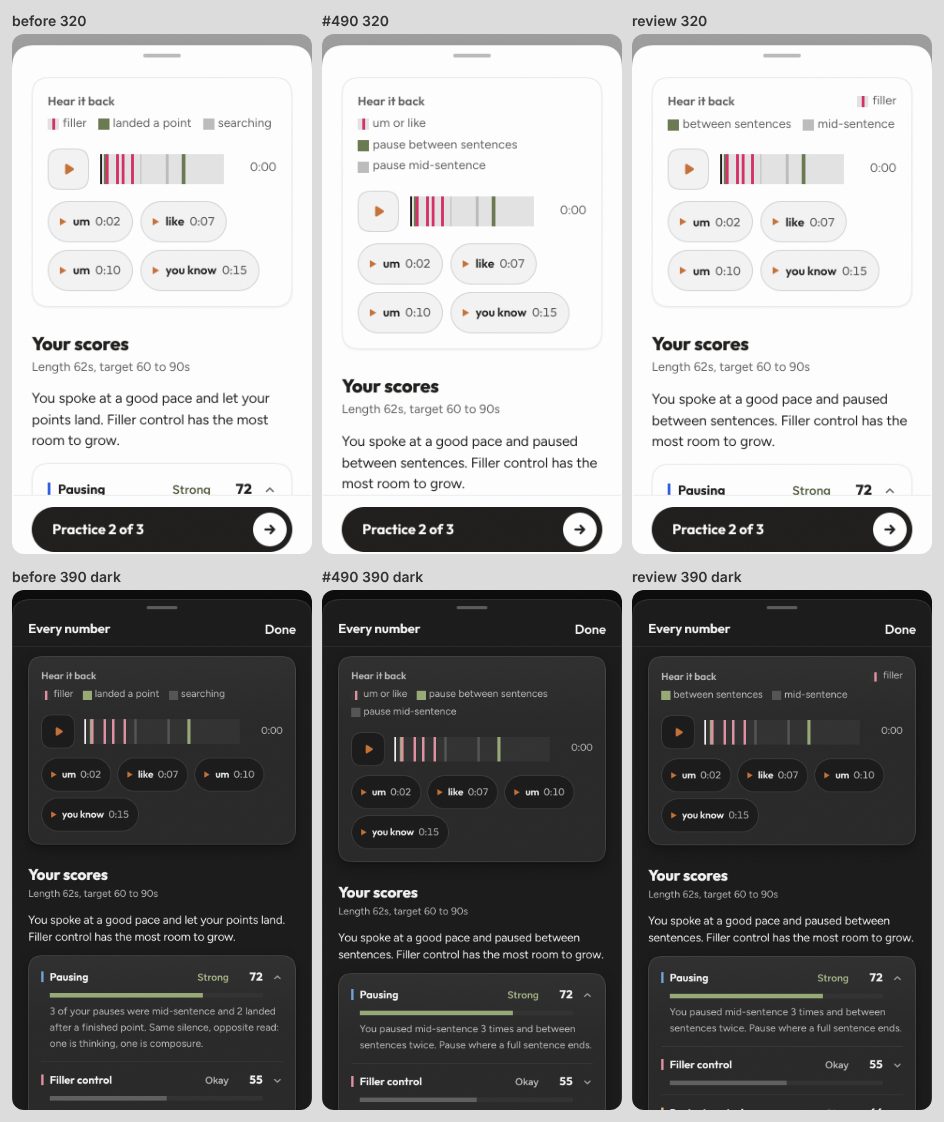 before 320
Hear it back
filler landed a point searching
0:00
um 0:02 like 0:07
um 0:10 you know 0:15
Your scores
Length 62s, target 60 to 90s
You spoke at a good pace and let your
points land. Filler control has the most
room to grow.
Pausing Strong 72
Practice 2 of 3
#490 320
Hear it back
um or like
pause between sentences
pause mid-sentence
0:00
um 0:02 like 0:07
um 0:10 you know 0:15
Your scores
Length 62s, target 60 to 90s
You spoke at a good pace and paused
between sentences. Filler control has the
most room to grow.
Practice 2 of 3
review 320
Hear it back filler
between sentences mid-sentence
0:00
um 0:02 like 0:07
um 0:10 you know 0:15
Your scores
Length 62s, target 60 to 90s
You spoke at a good pace and paused
between sentences. Filler control has the
most room to grow.
Pausing Strong 72
Practice 2 of 3
before 390 dark
Every number Done
Hear it back
filler landed a point searching
0:00
um 0:02 like 0:07 um 0:10
you know 0:15
Your scores
Length 62s, target 60 to 90s
You spoke at a good pace and let your points land.
Filler control has the most room to grow.
Pausing Strong 72
3 of your pauses were mid-sentence and 2 landed
after a finished point. Same silence, opposite read:
one is thinking, one is composure.
Filler control Okay 55
#490 390 dark
Every number Done
Hear it back
um or like pause between sentences
pause mid-sentence
0:00
um 0:02 like 0:07 um 0:10
you know 0:15
Your scores
Length 62s, target 60 to 90s
You spoke at a good pace and paused between
sentences. Filler control has the most room to grow.
Pausing Strong 72
You paused mid-sentence 3 times and between
sentences twice. Pause where a full sentence ends.
Filler control Okay 55
review 390 dark
Every number Done
Hear it back filler
between sentences mid-sentence
0:00
um 0:02 like 0:07 um 0:10
you know 0:15
Your scores
Length 62s, target 60 to 90s
You spoke at a good pace and paused between
sentences. Filler control has the most room to grow.
Pausing Strong 72
You paused mid-sentence 3 times and between
sentences twice. Pause where a full sentence ends.
Filler control Okay 55